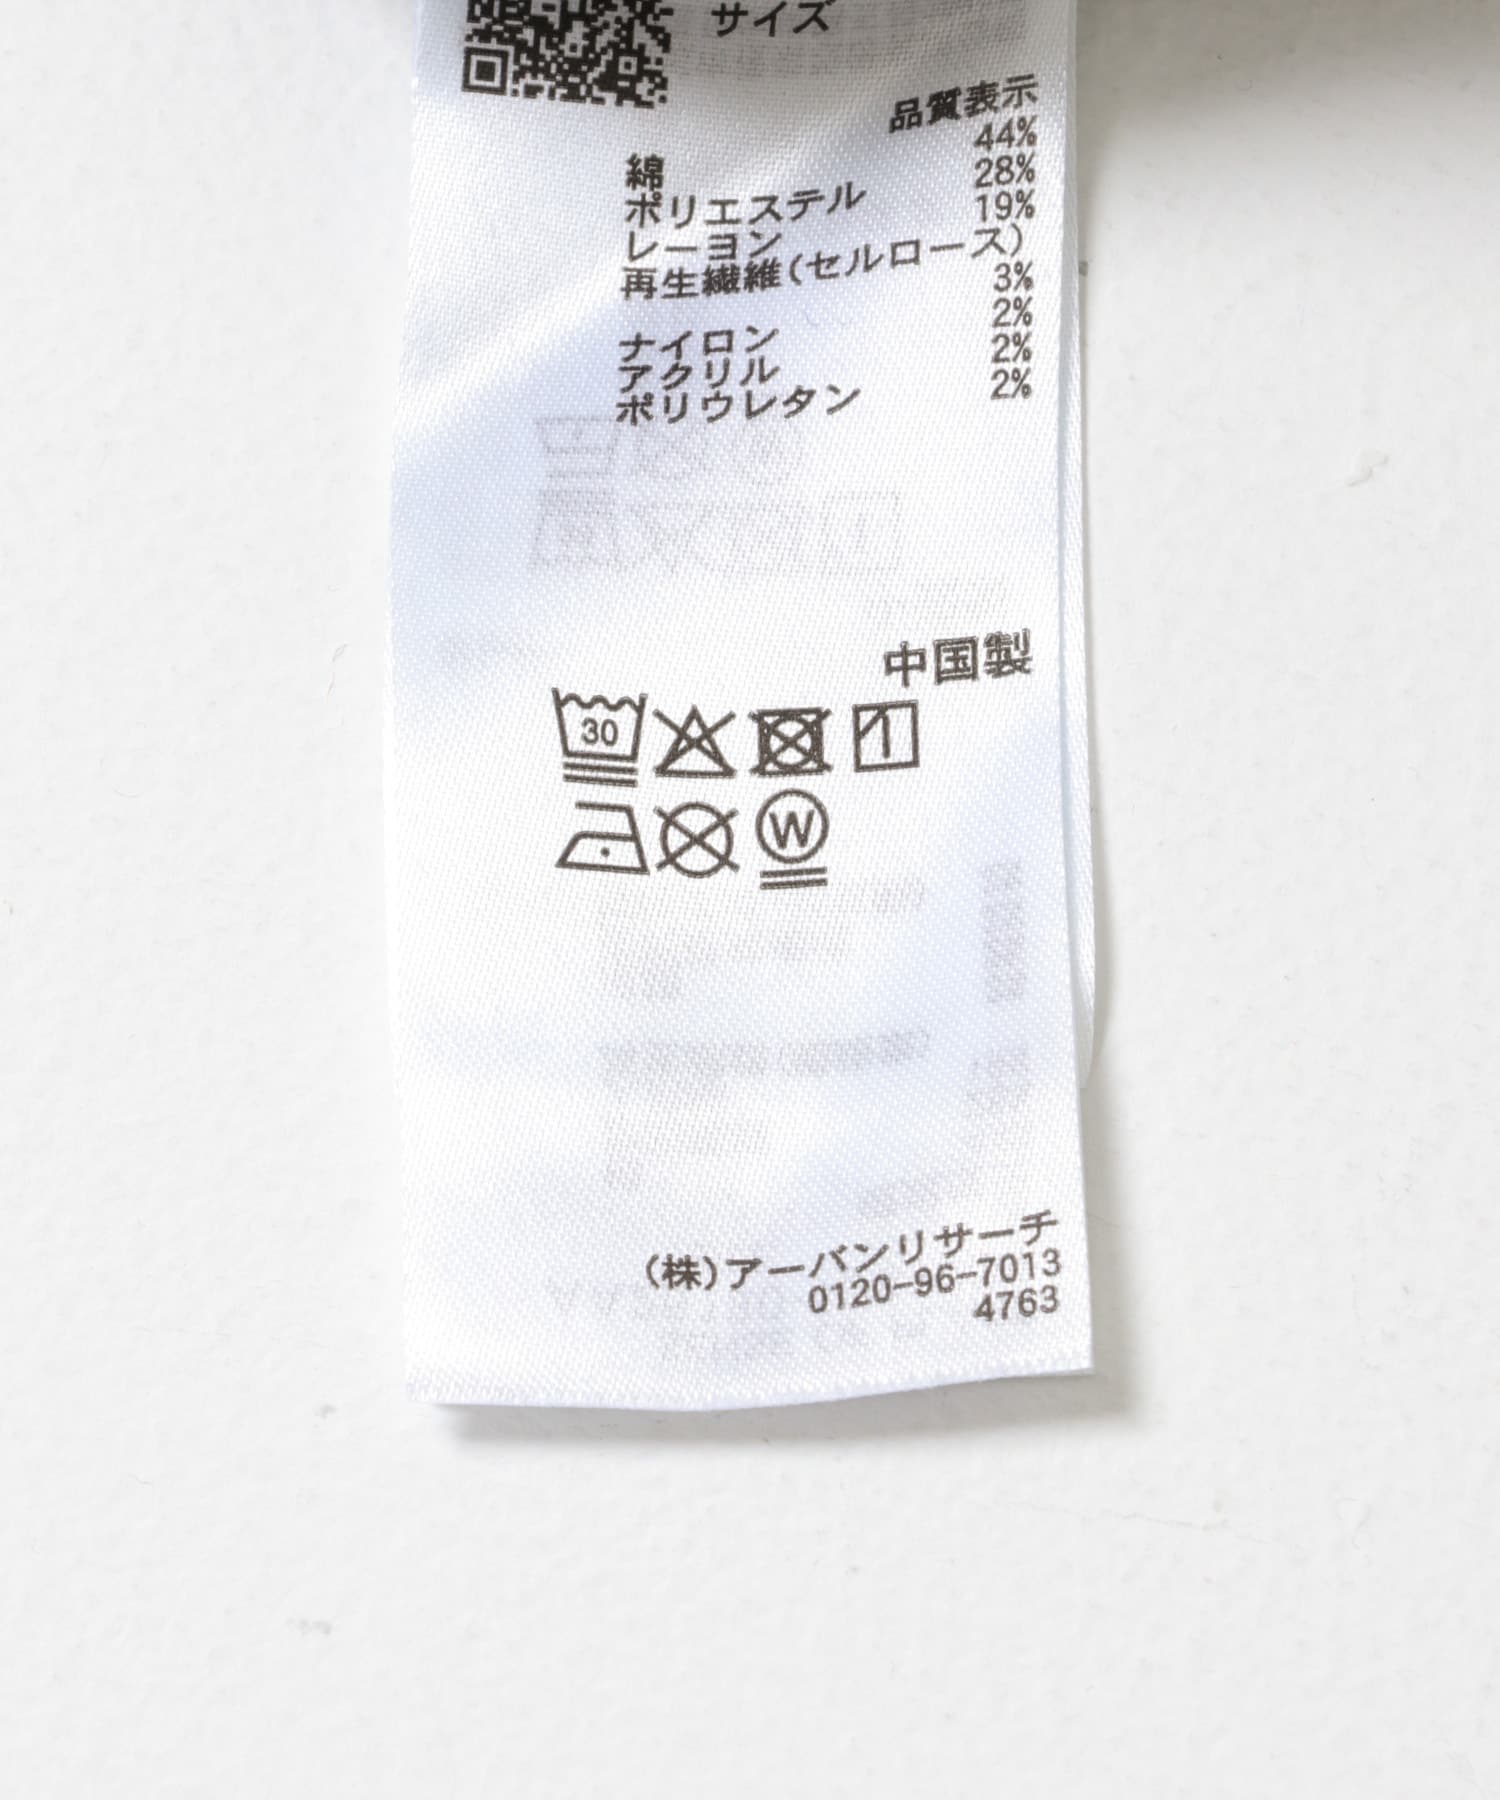 サイズ
品質表示
綿 44%
ポリエステル 28%
レーヨン 19%
再生繊維(セルロース)
3%
ナイロン 2%
アクリル 2%
ポリウレタン 2%
中国製
30
W
(株)アーバンリサーチ
0120-96-7013
4763